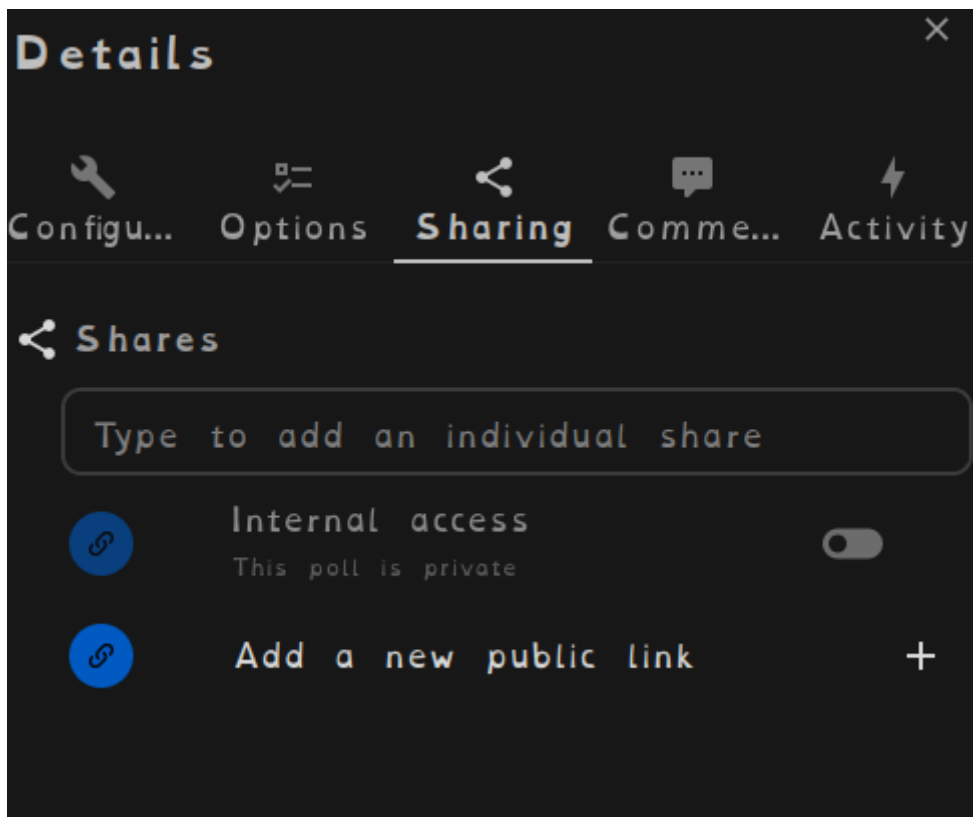 Details
Configu... Options Sharing Comme... Activity
Shares
Type to add an individual share
Internal access
This poll is private
Add a new public link